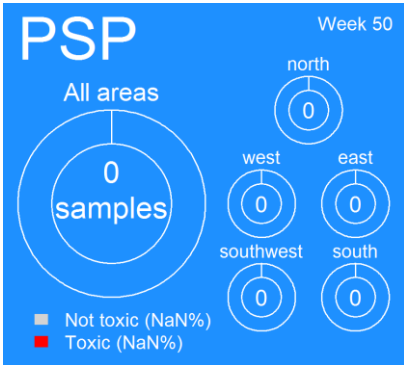 PSP
Week 50
All areas
0
samples
north
0
west
0
east
0
southwest
0
south
0
Not toxic (NaN%)
Toxic (NaN%)